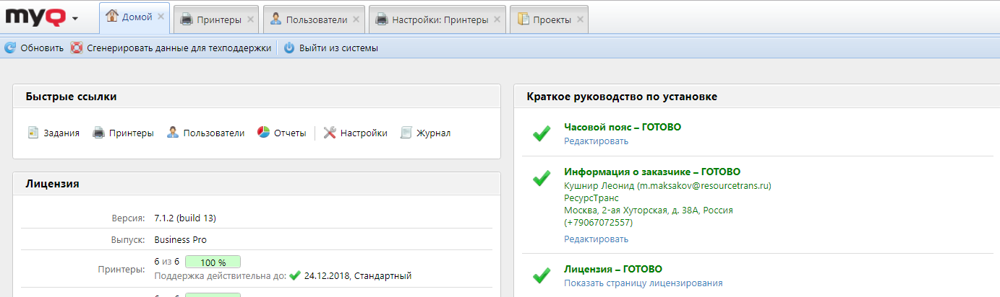 myQ
Домой
Принтеры
Пользователи
Настройки: Принтеры
Проекты
Обновить
Сгенерировать данные для техподдержки
Выйти из системы
Быстрые ссылки
Задания
Принтеры
Пользователи
Отчеты
Настройки
Журнал
Лицензия
Версия: 7.1.2 (build 13)
Выпуск: Business Pro
Принтеры: 6 из 6 100 %
Поддержка действительна до: 24.12.2018, Стандартный
Краткое руководство по установке
Часовой пояс – ГОТОВО
Редактировать
Информация о заказчике – ГОТОВО
Кушнир Леонид (m.maksakov@resourcetrans.ru)
РесурсТранс
Москва, 2-ая Хуторская, д. 38А, Россия
(+79067072557)
Редактировать
Лицензия – ГОТОВО
Показать страницу лицензирования